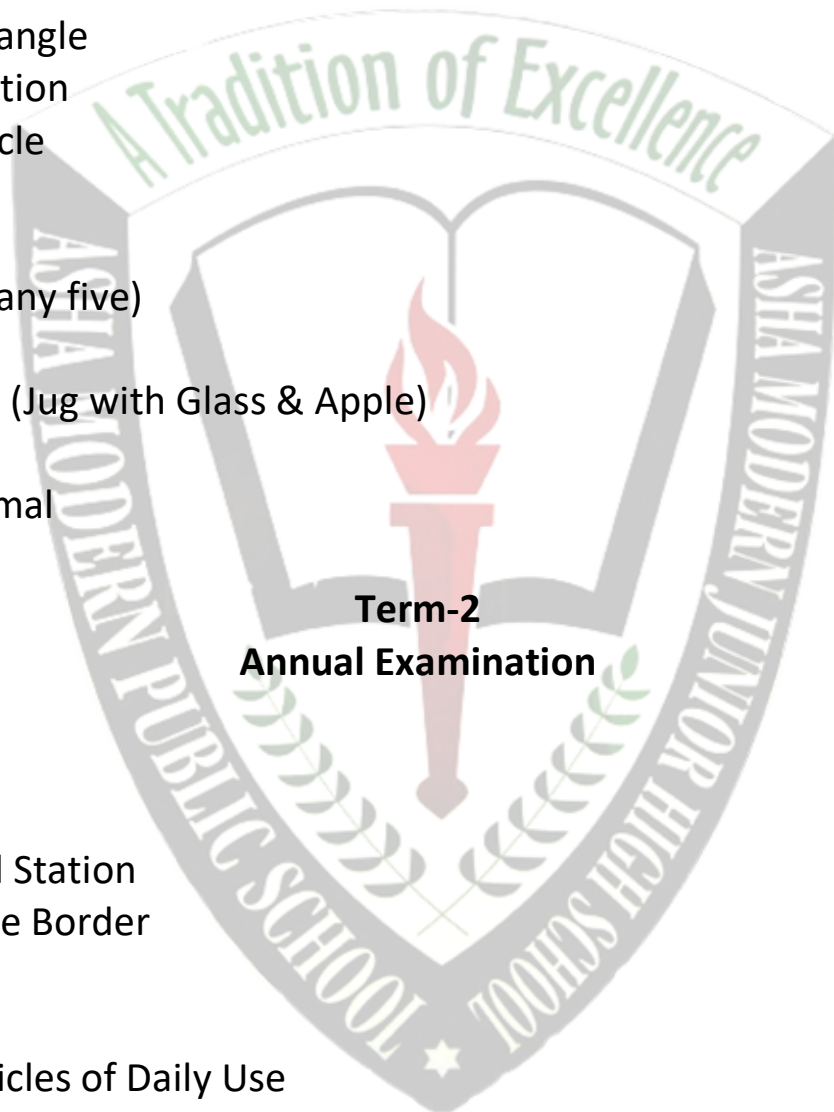 angle
tion
cle
A Tradition of Excellence
any five)
(Jug with Glass & Apple)
mal
Term-2
Annual Examination
l Station
e Border
icles of Daily Use
ASHA MODERN PUBLIC SCHOOL
ASHA MODERN JUNIOR HIGH SCHOOL